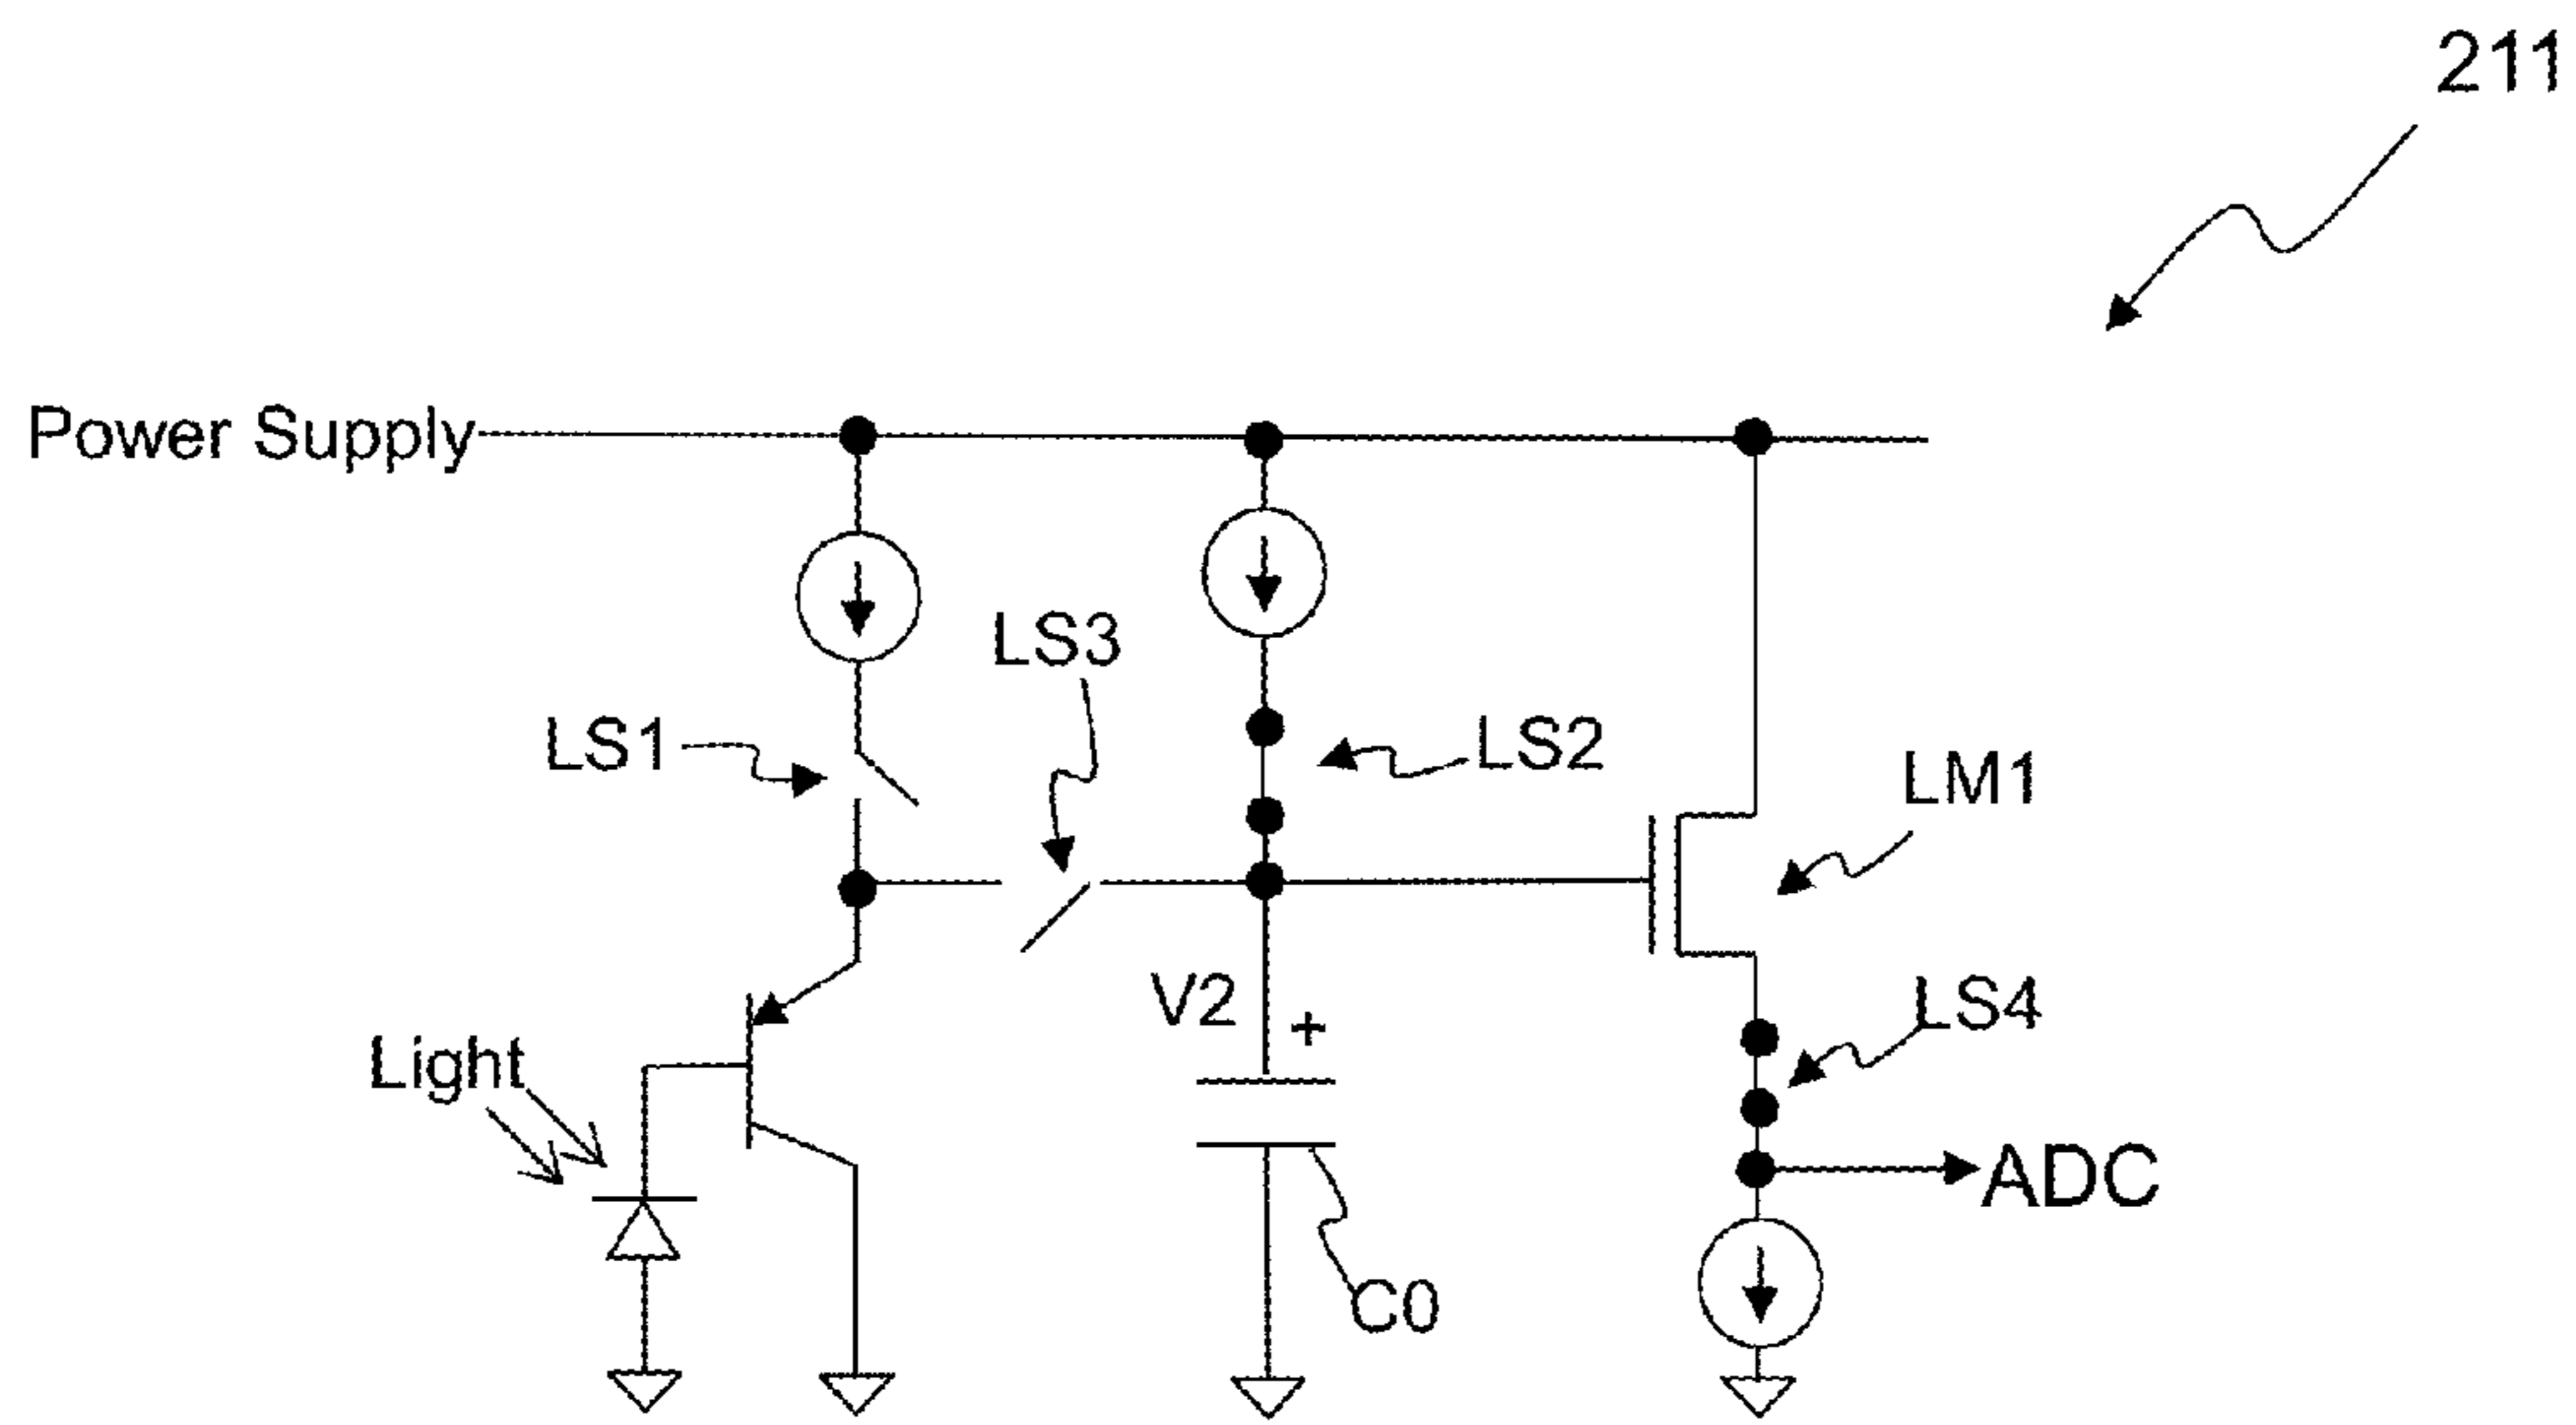 211
Power Supply
LS3
LS1
LS2
LM1
V2
+
LS4
Light
ADC
C0